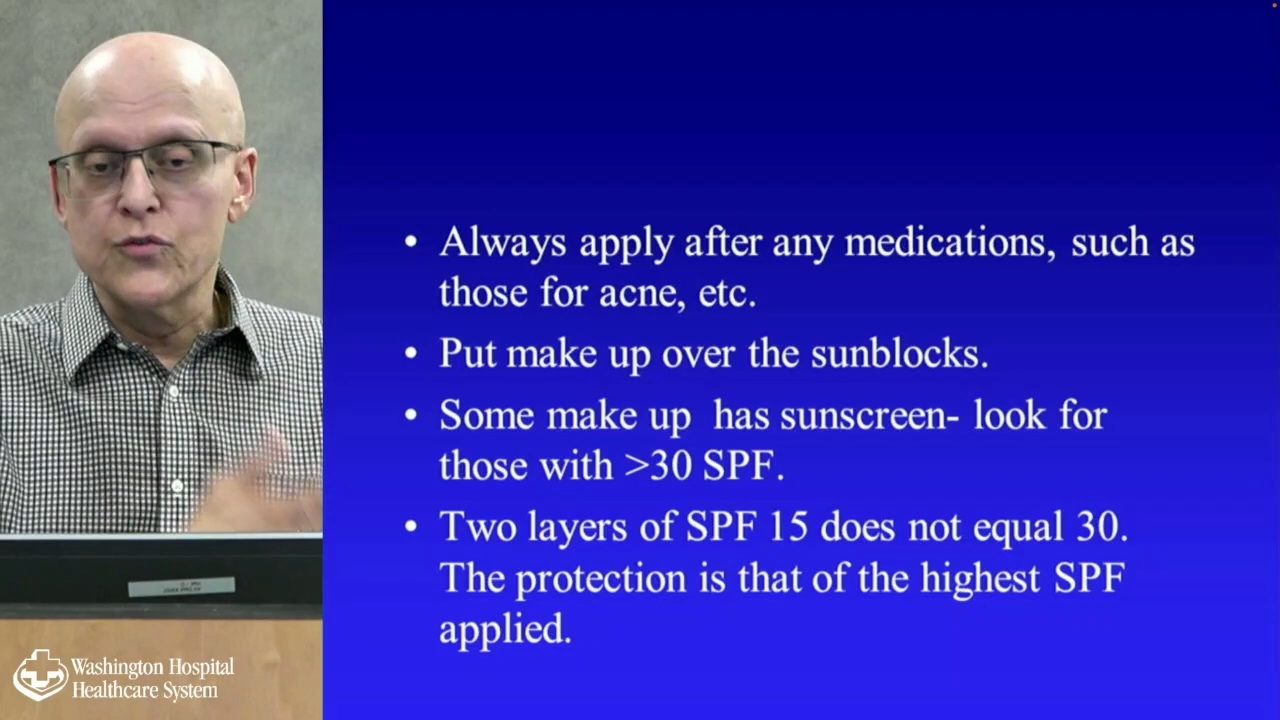 • Always apply after any medications, such as
those for acne, etc.
• Put make up over the sunblocks.
• Some make up  has sunscreen- look for
those with >30 SPF.
• Two layers of SPF 15 does not equal 30.
The protection is that of the highest SPF
applied.
Washington Hospital
Healthcare System